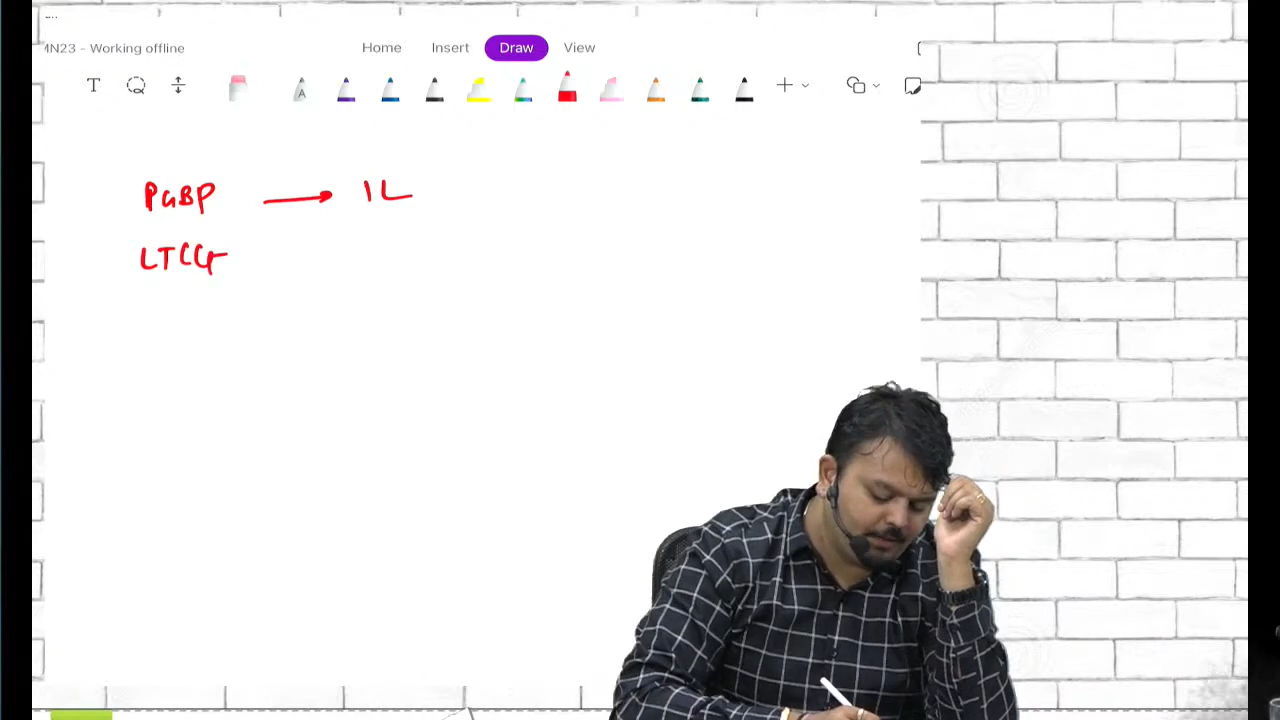 MN23 - Working offline
Home Insert Draw View
T
A
PGBP → 1L
LTCG